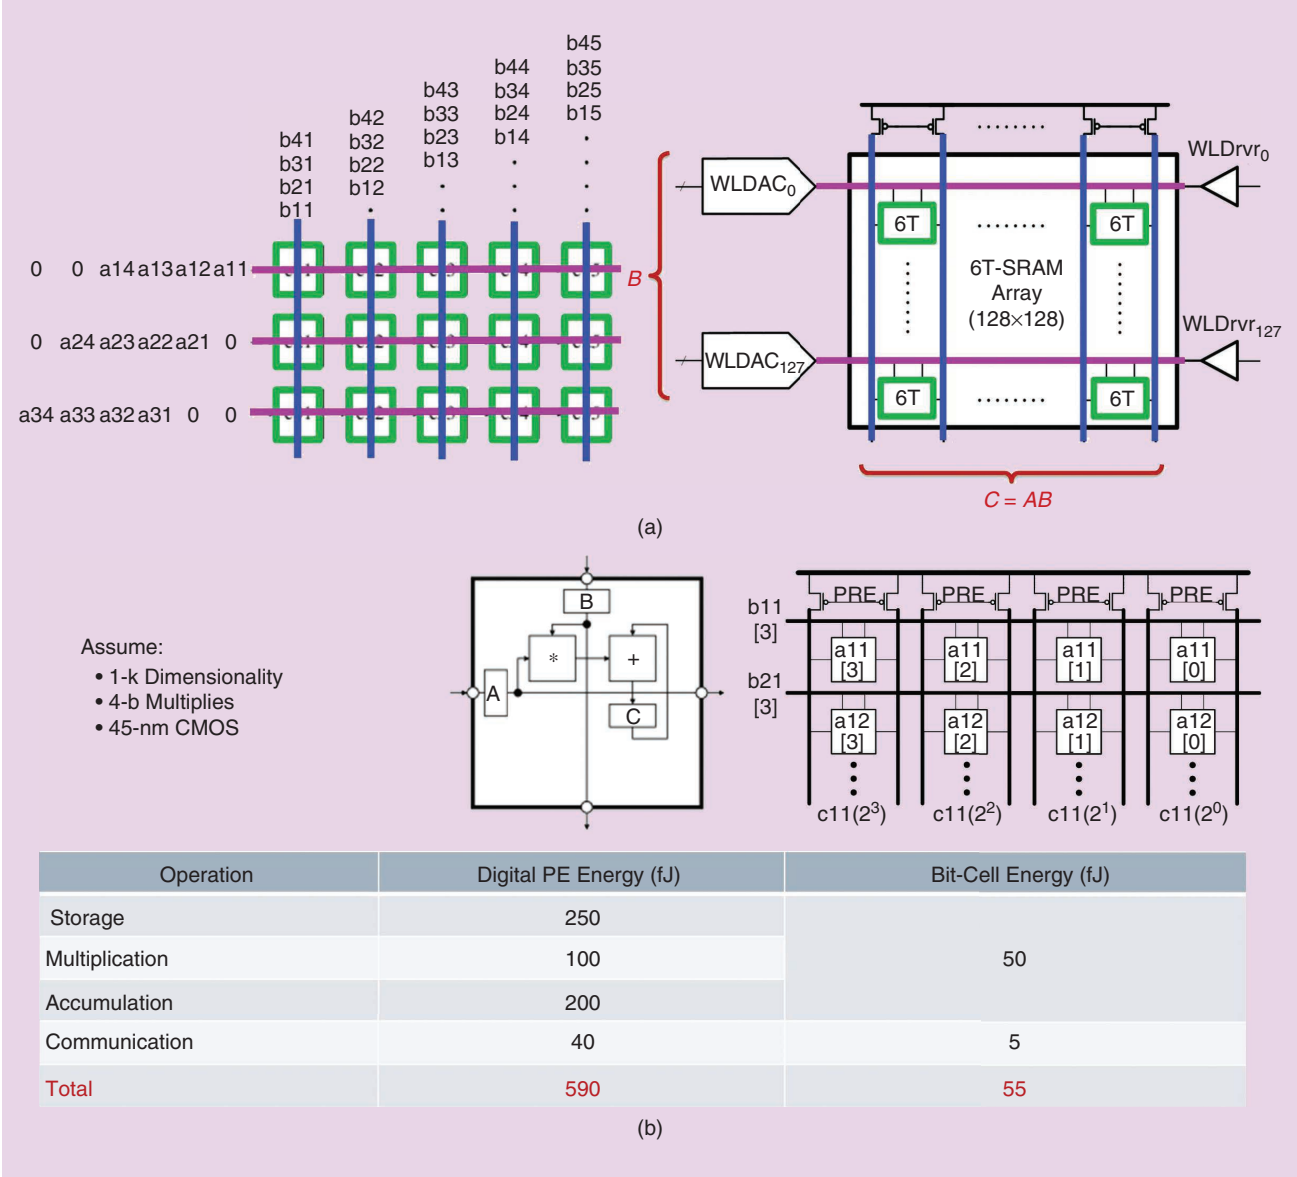 b41
b31
b21
b11
b42
b32
b22
b12
b43
b33
b23
b13
b44
b34
b24
b14
b45
b35
b25
b15
0 0 a14 a13 a12 a11
0 a24 a23 a22 a21 0
a34 a33 a32 a31 0 0
B
WLDAC0
WLDAC127
WLDrvr0
WLDrvr127
6T
6T
6T-SRAM
Array
(128×128)
6T
6T
C = AB
(a)
Assume:
• 1-k Dimensionality
• 4-b Multiplies
• 45-nm CMOS
B
*
+
A
C
PRE PRE PRE PRE
b11
[3]
a11
[3]
a11
[2]
a11
[1]
a11
[0]
b21
[3]
a12
[3]
a12
[2]
a12
[1]
a12
[0]
c11(2³) c11(2²) c11(2¹) c11(2⁰)
Operation Digital PE Energy (fJ) Bit-Cell Energy (fJ)
Storage 250
Multiplication 100 50
Accumulation 200
Communication 40 5
Total 590 55
(b)